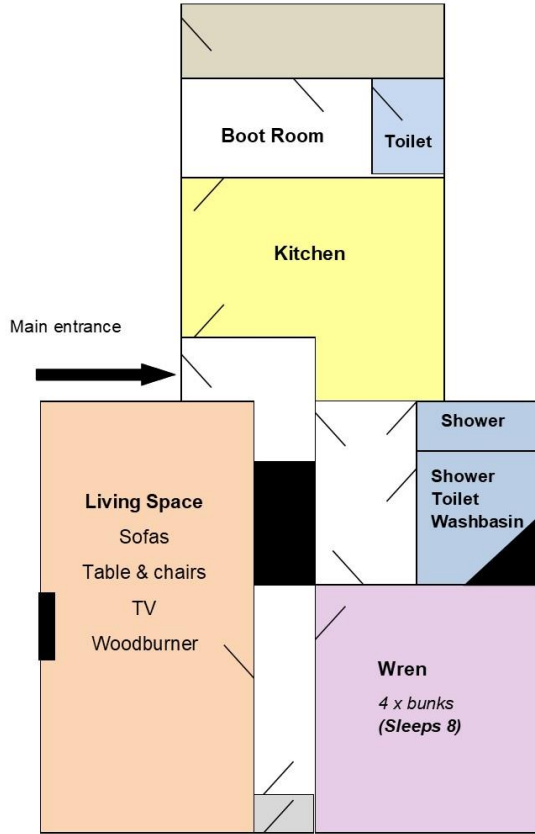 Boot Room
Toilet
Kitchen
Main entrance
Shower
Living Space
Sofas
Table & chairs
TV
Woodburner
Shower
Toilet
Washbasin
Wren
4 x bunks
(Sleeps 8)